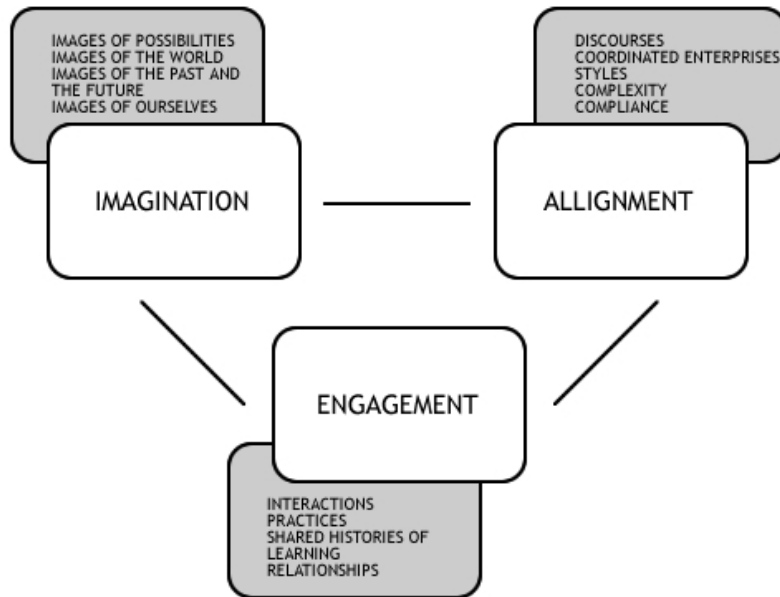 IMAGES OF POSSIBILITIES
IMAGES OF THE WORLD
IMAGES OF THE PAST AND
THE FUTURE
IMAGES OF OURSELVES
IMAGINATION
DISCOURSES
COORDINATED ENTERPRISES
STYLES
COMPLEXITY
COMPLIANCE
ALLIGNMENT
ENGAGEMENT
INTERACTIONS
PRACTICES
SHARED HISTORIES OF
LEARNING
RELATIONSHIPS